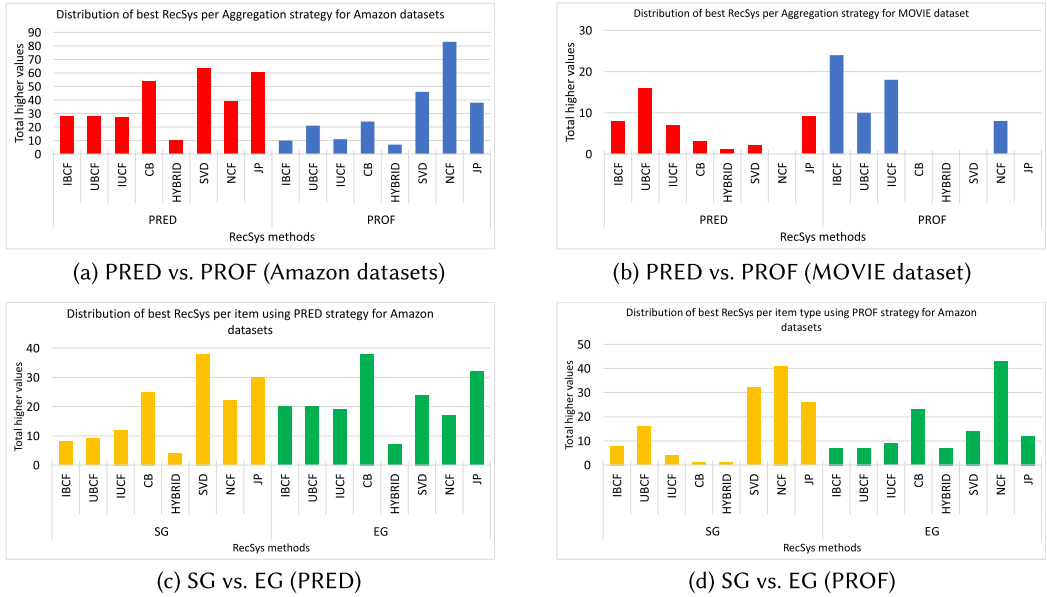 Distribution of best RecSys per Aggregation strategy for Amazon datasets
Total higher values
90
80
70
60
50
40
30
20
10
0
IBCF UBCF IUCF CB HYBRID SVD NCF JP IBCF UBCF IUCF CB HYBRID SVD NCF JP
PRED PROF
RecSys methods
(a) PRED vs. PROF (Amazon datasets)
Distribution of best RecSys per Aggregation strategy for MOVIE dataset
Total higher values
30
20
10
0
IBCF UBCF IUCF CB HYBRID SVD NCF JP IBCF UBCF IUCF CB HYBRID SVD NCF JP
PRED PROF
RecSys methods
(b) PRED vs. PROF (MOVIE dataset)
Distribution of best RecSys per item using PRED strategy for Amazon
datasets
Total higher values
40
30
20
10
0
IBCF UBCF IUCF CB HYBRID SVD NCF JP IBCF UBCF IUCF CB HYBRID SVD NCF JP
SG EG
RecSys methods
(c) SG vs. EG (PRED)
Distribution of best RecSys per item type using PROF strategy for Amazon
datasets
Total higher values
50
40
30
20
10
0
IBCF UBCF IUCF CB HYBRID SVD NCF JP IBCF UBCF IUCF CB HYBRID SVD NCF JP
SG EG
RecSys methods
(d) SG vs. EG (PROF)